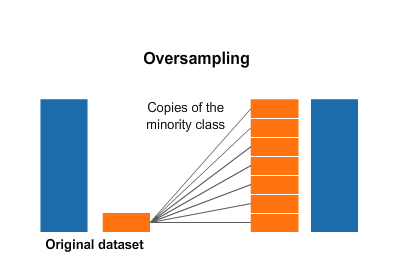 Oversampling
Copies of the
minority class
Original dataset